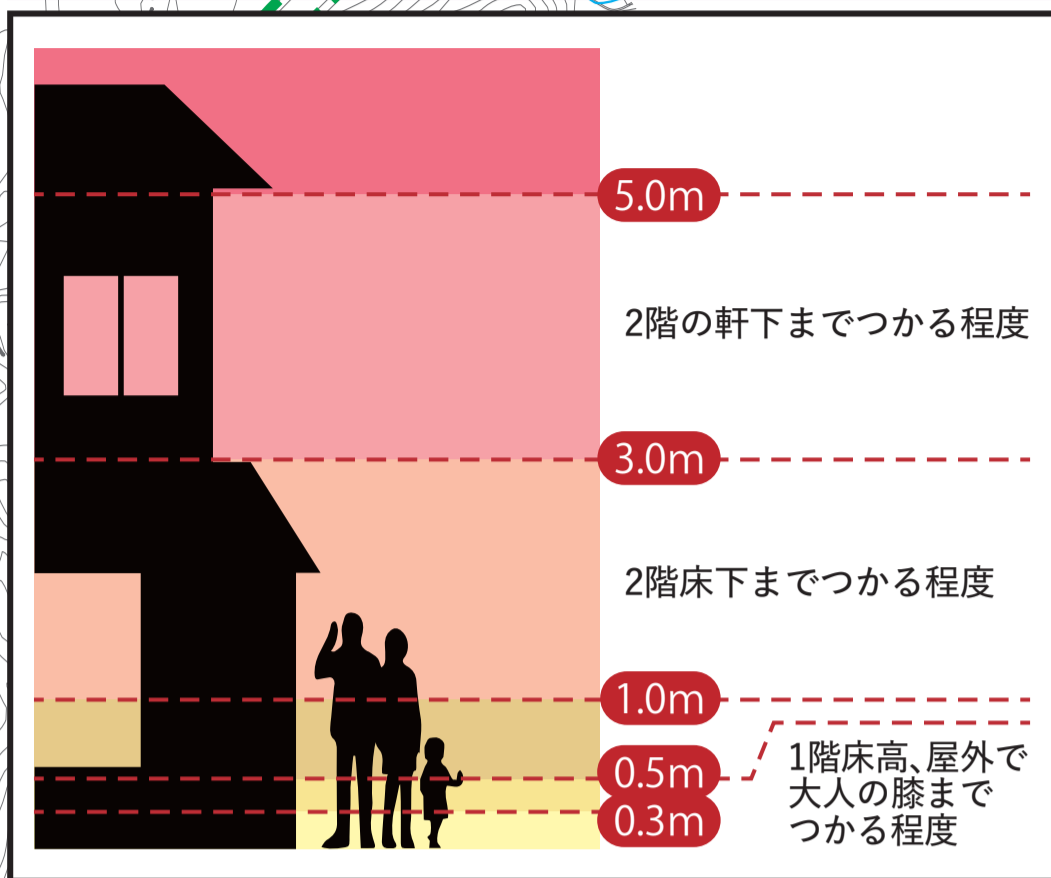 5.0m
2階の軒下までつかる程度
3.0m
2階床下までつかる程度
1.0m
0.5m
1階床高、屋外で
大人の膝まで
つかる程度
0.3m